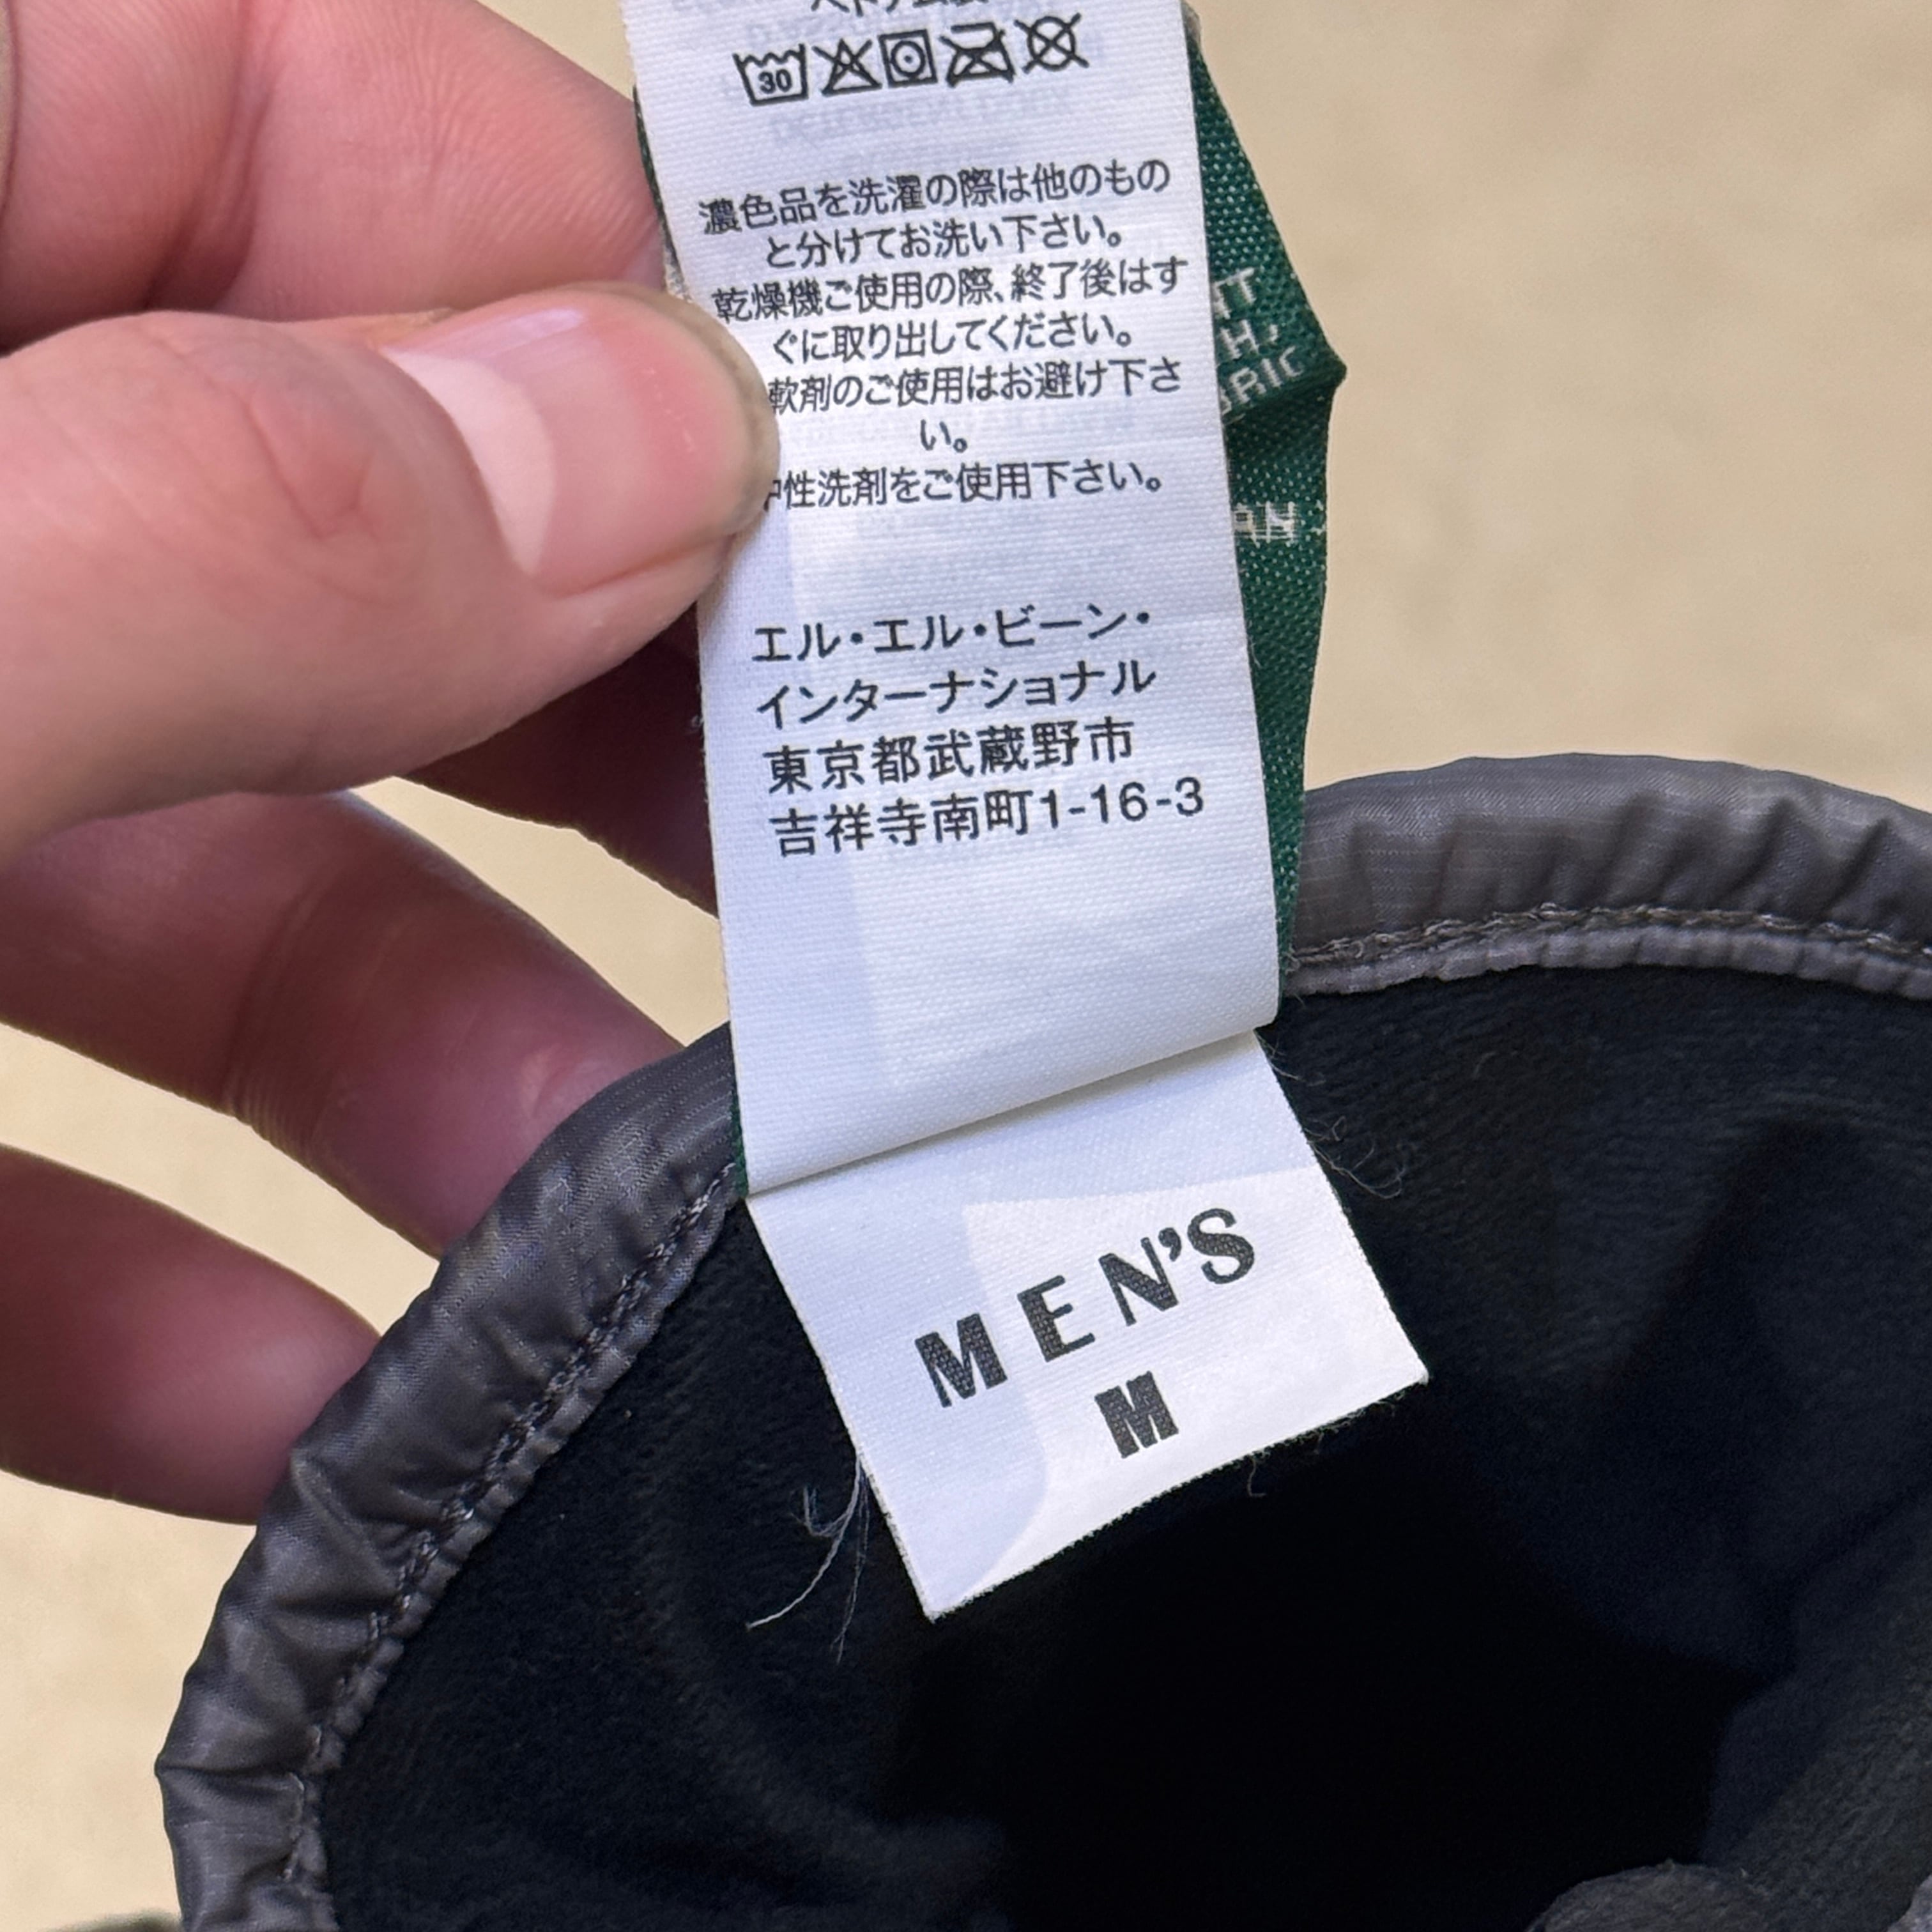 30
濃色品を洗濯の際は他のもの
と分けてお洗い下さい。
乾燥機ご使用の際、終了後はす
ぐに取り出してください。
軟剤のご使用はお避け下さ
い。
中性洗剤をご使用下さい。
エル・エル・ビーン・
インターナショナル
東京都武蔵野市
吉祥寺南町1-16-3
MEN'S
M